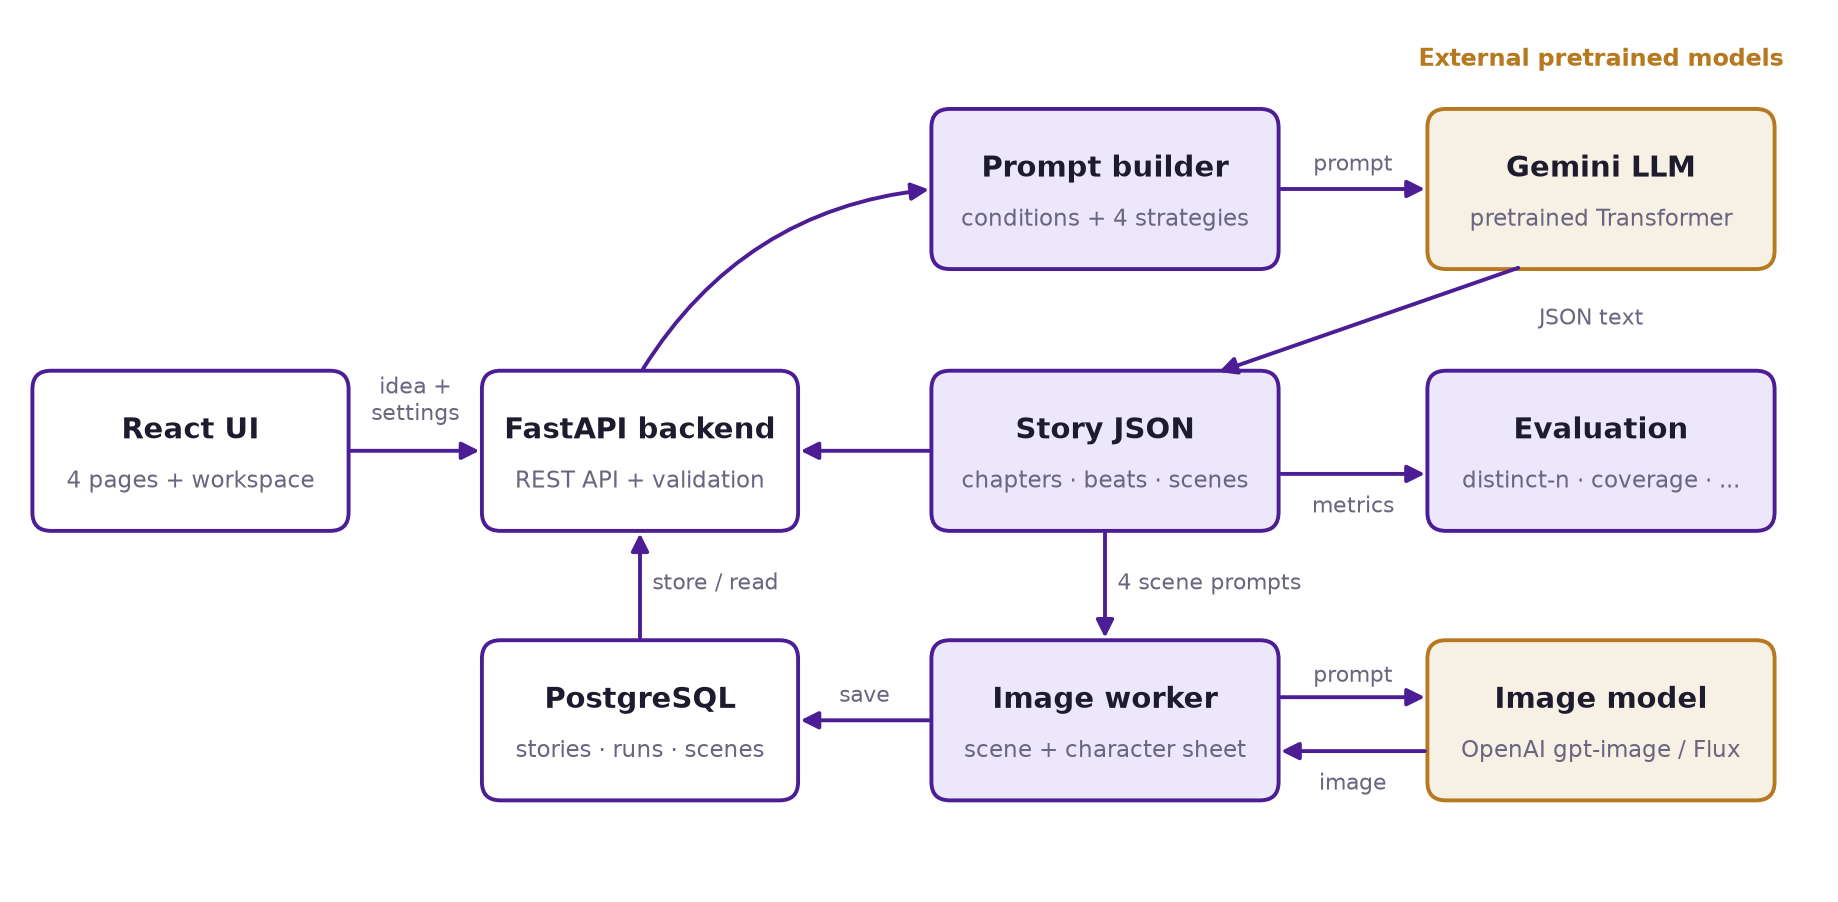 External pretrained models
Prompt builder
conditions + 4 strategies
prompt
Gemini LLM
pretrained Transformer
JSON text
React UI
4 pages + workspace
idea +
settings
FastAPI backend
REST API + validation
Story JSON
chapters · beats · scenes
metrics
Evaluation
distinct-n · coverage · ...
store / read
4 scene prompts
PostgreSQL
stories · runs · scenes
save
Image worker
scene + character sheet
prompt
image
Image model
OpenAI gpt-image / Flux